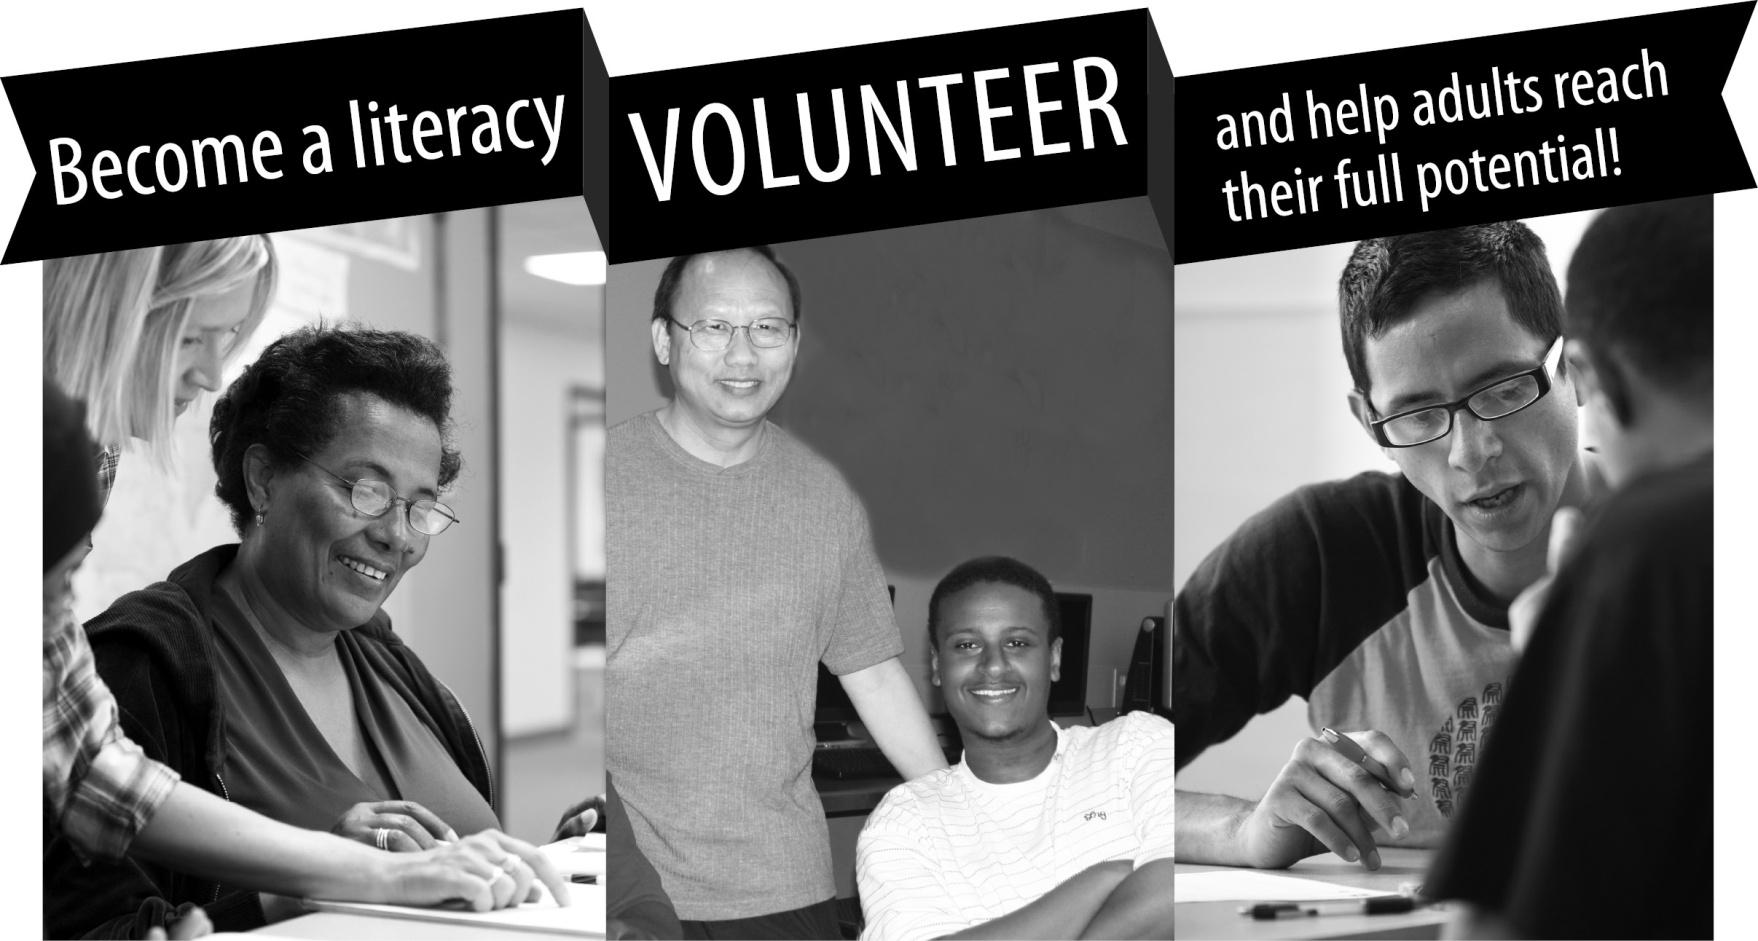 Become a literacy
VOLUNTEER
and help adults reach
their full potential!